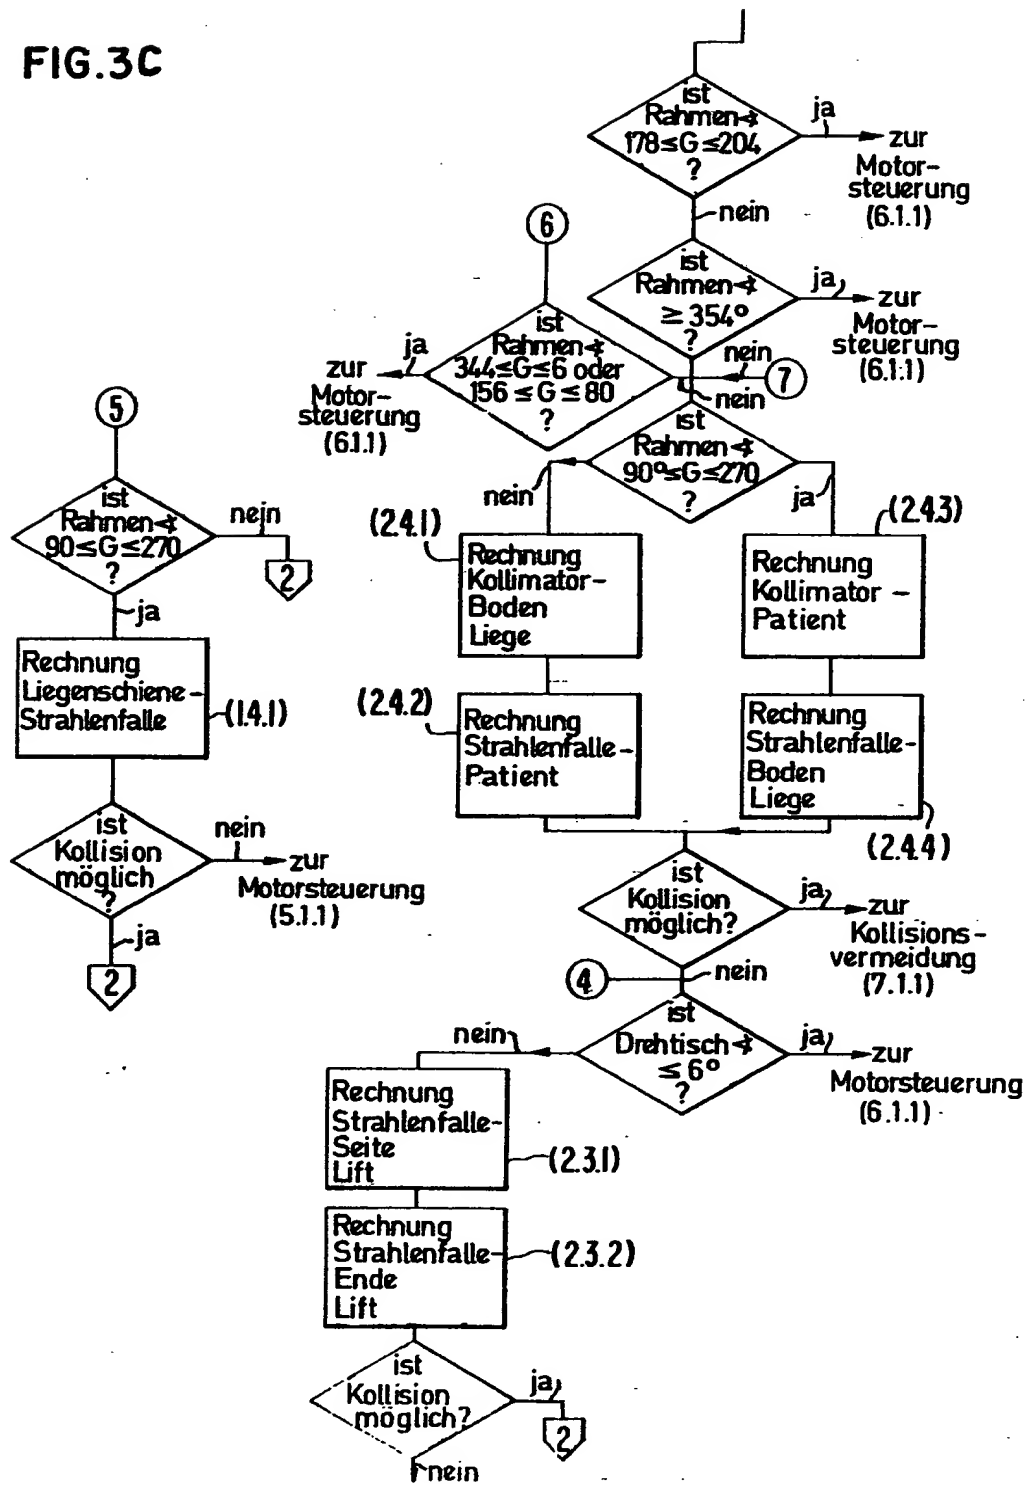 FIG.3C
ist
Rahmen∢
178≤G≤204
?
ja
zur
Motor-
steuerung
(6.1.1)
nein
ist
Rahmen∢
≥354°
?
ja
zur
Motor-
steuerung
(6.1.1)
nein
7
6
ist
Rahmen∢
344≤G≤6 oder
156≤G≤80
?
ja
zur
Motor-
steuerung
(6.1.1)
nein
ist
Rahmen∢
90°≤G≤270
?
nein
ja
(2.4.1)
Rechnung
Kollimator-
Boden
Liege
(2.4.3)
Rechnung
Kollimator-
Patient
(2.4.2)
Rechnung
Strahlenfalle-
Patient
Rechnung
Strahlenfalle-
Boden
Liege
(2.4.4)
ist
Kollision
möglich?
ja
zur
Kollisions-
vermeidung
(7.1.1)
nein
4
ist
Drehtisch∢
≤6°
?
ja
zur
Motorsteuerung
(6.1.1)
nein
Rechnung
Strahlenfalle-
Seite
Lift
(2.3.1)
Rechnung
Strahlenfalle-
Ende
Lift
(2.3.2)
ist
Kollision
möglich?
ja
2
nein
5
ist
Rahmen∢
90≤G≤270
?
nein
2
ja
Rechnung
Liegenschiene-
Strahlenfalle
(1.4.1)
ist
Kollision
möglich
?
nein
zur
Motorsteuerung
(5.1.1)
ja
2